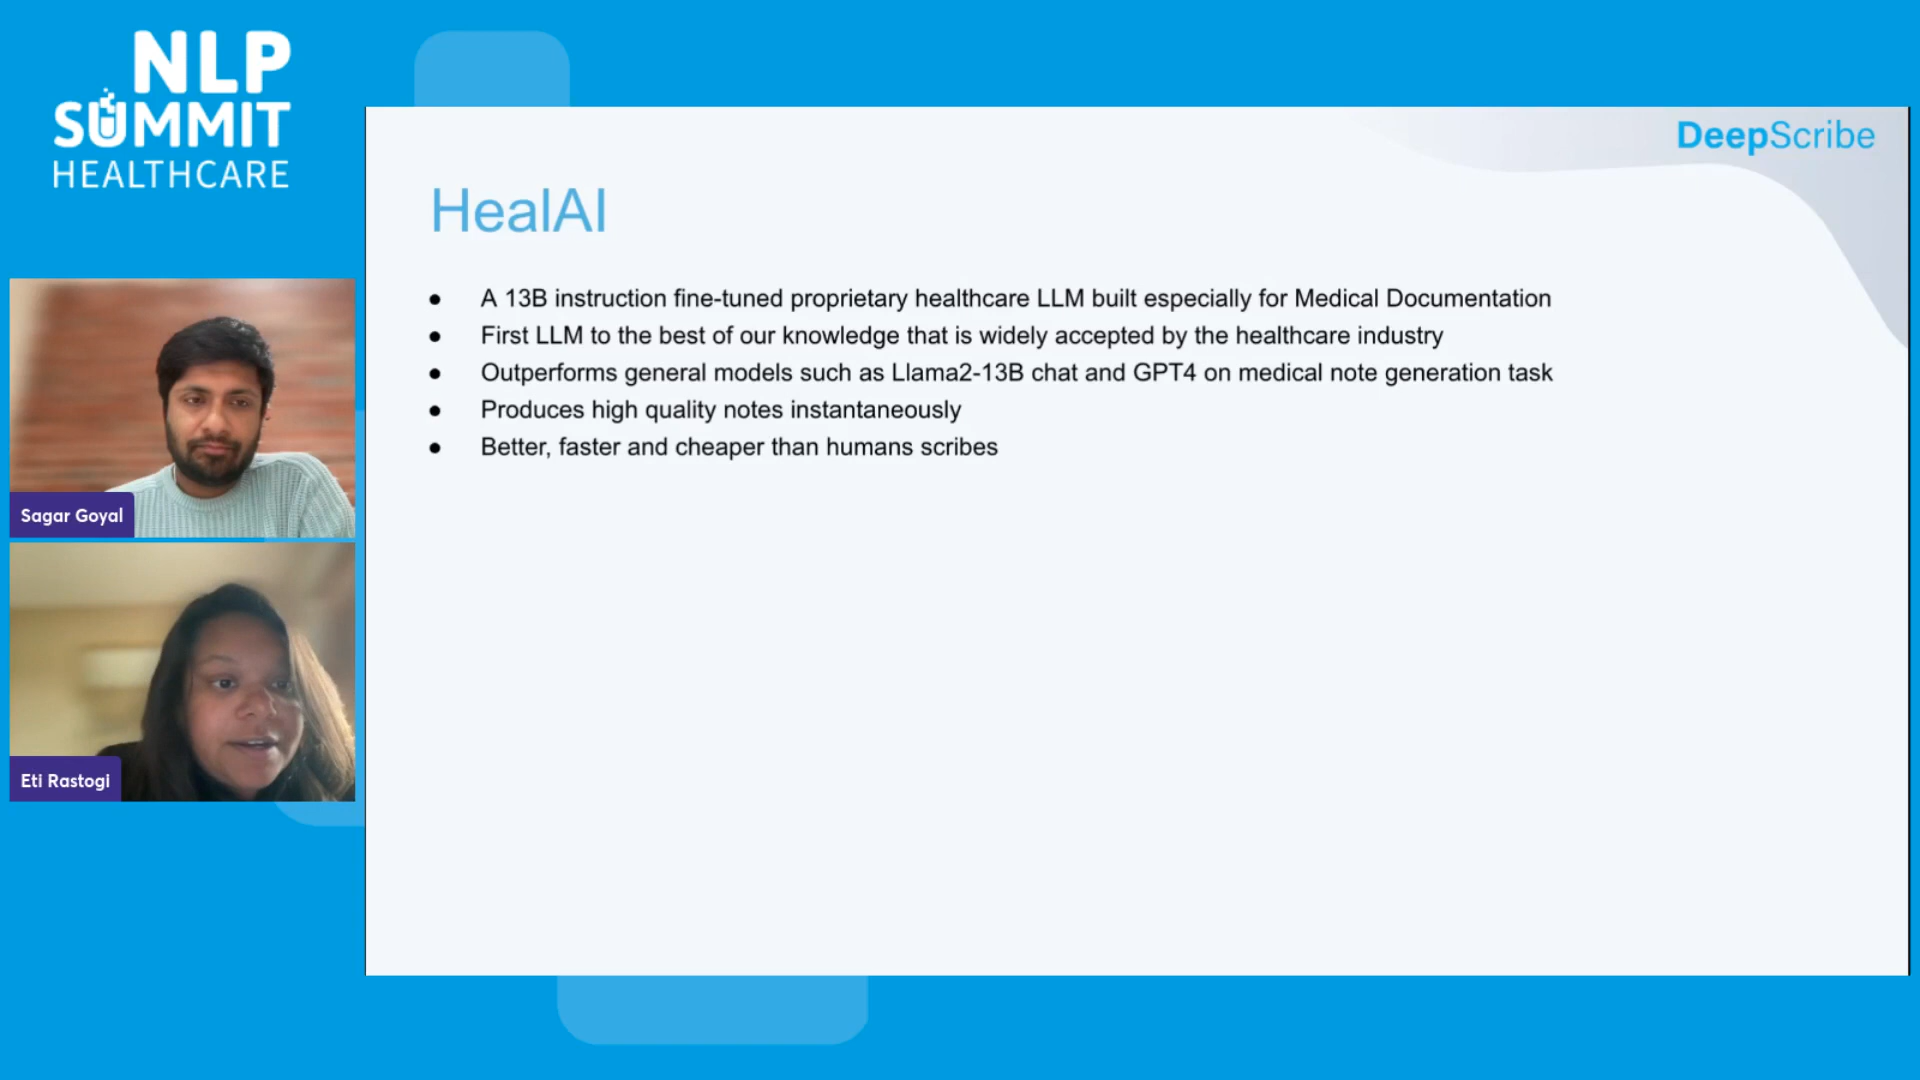 NLP
SUMMIT
HEALTHCARE
DeepScribe
HealAI
● A 13B instruction fine-tuned proprietary healthcare LLM built especially for Medical Documentation
● First LLM to the best of our knowledge that is widely accepted by the healthcare industry
● Outperforms general models such as Llama2-13B chat and GPT4 on medical note generation task
● Produces high quality notes instantaneously
● Better, faster and cheaper than humans scribes
Sagar Goyal
Eti Rastogi